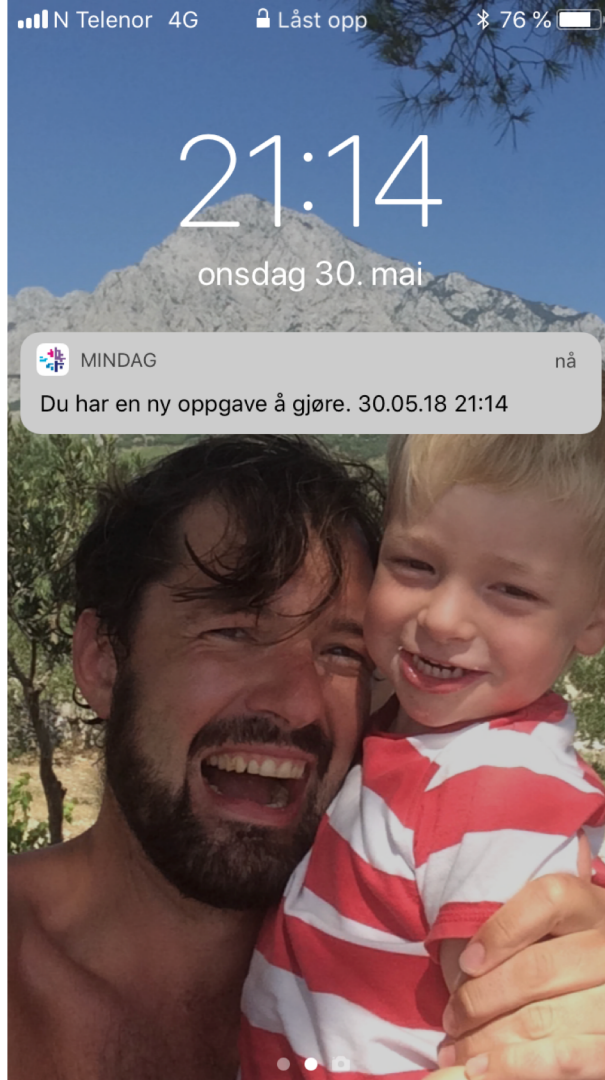 N Telenor 4G Låst opp 76 %
21:14
onsdag 30. mai
MINDAG nå
Du har en ny oppgave å gjøre. 30.05.18 21:14